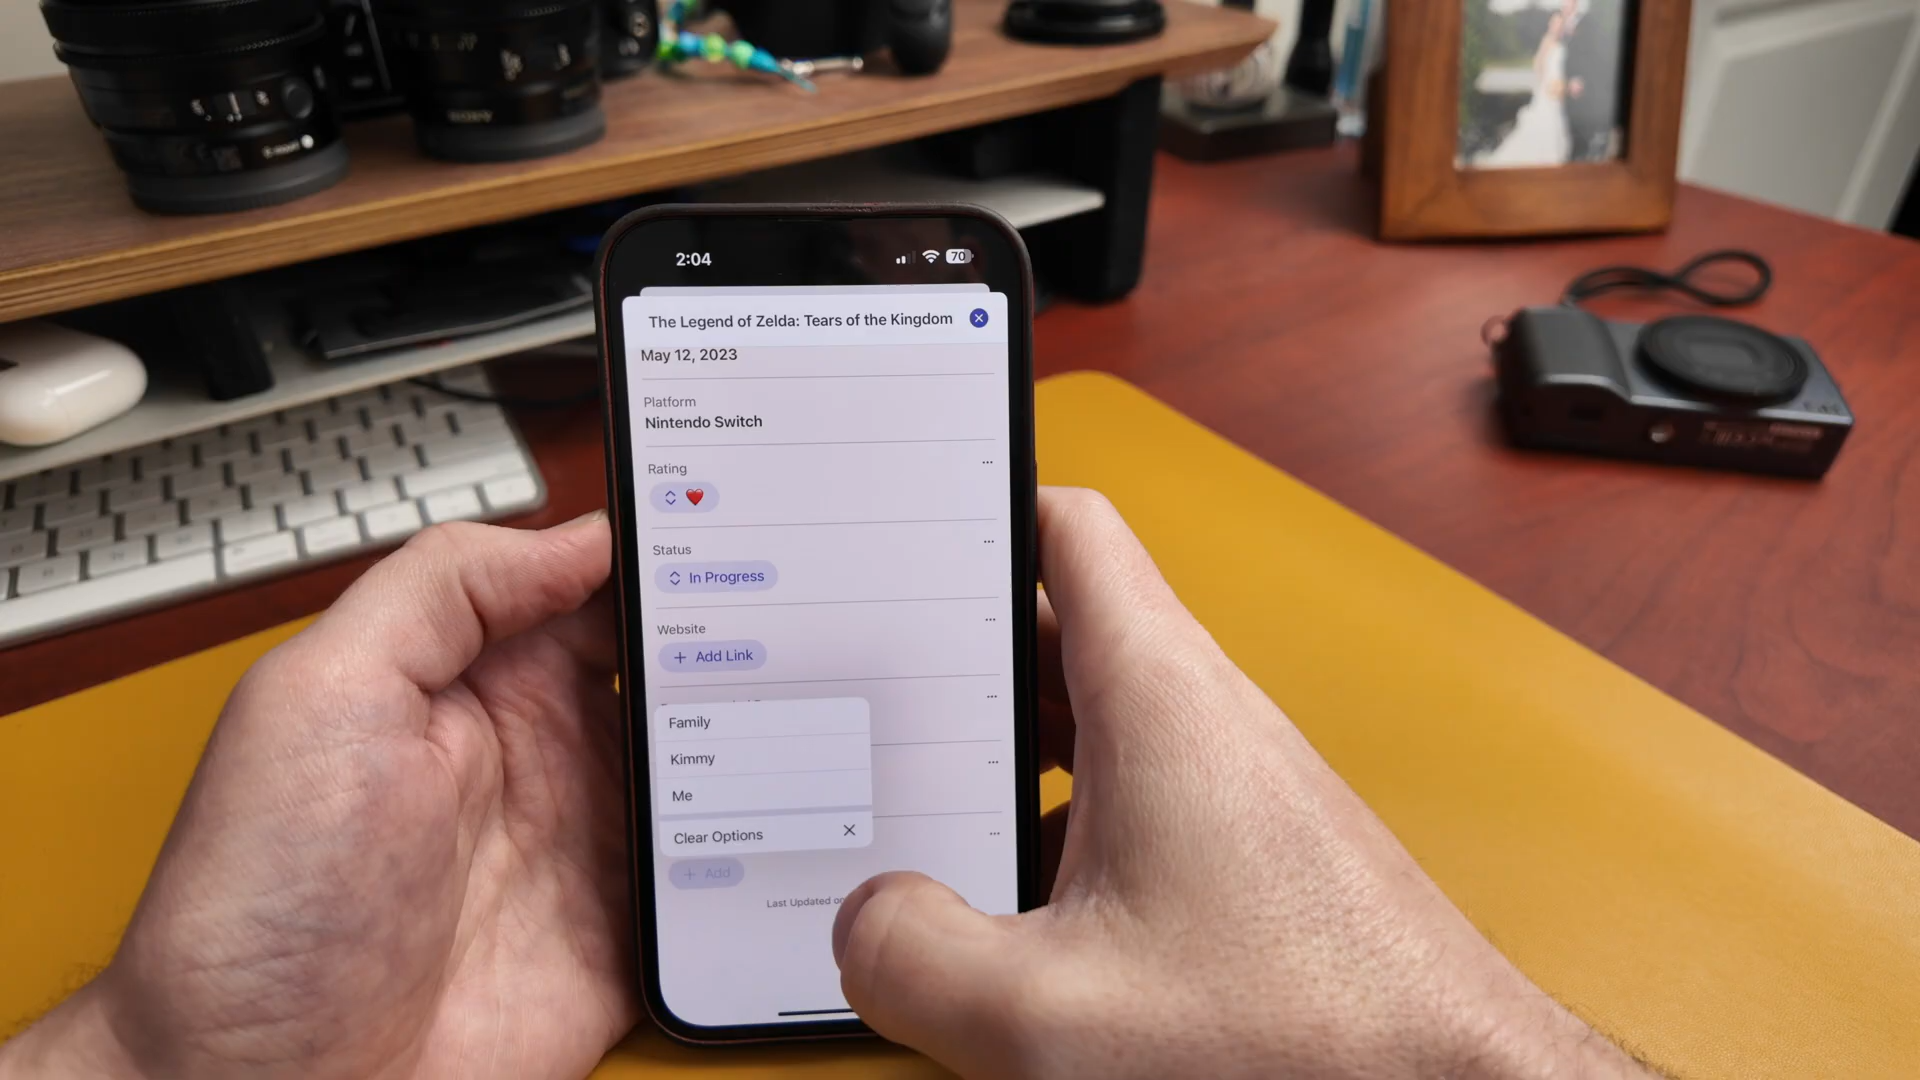 SONY
2:04
70
The Legend of Zelda: Tears of the Kingdom
May 12, 2023
Platform
Nintendo Switch
Rating
Status
In Progress
Website
+ Add Link
Family
Kimmy
Me
Clear Options
+ Add
Last Updated